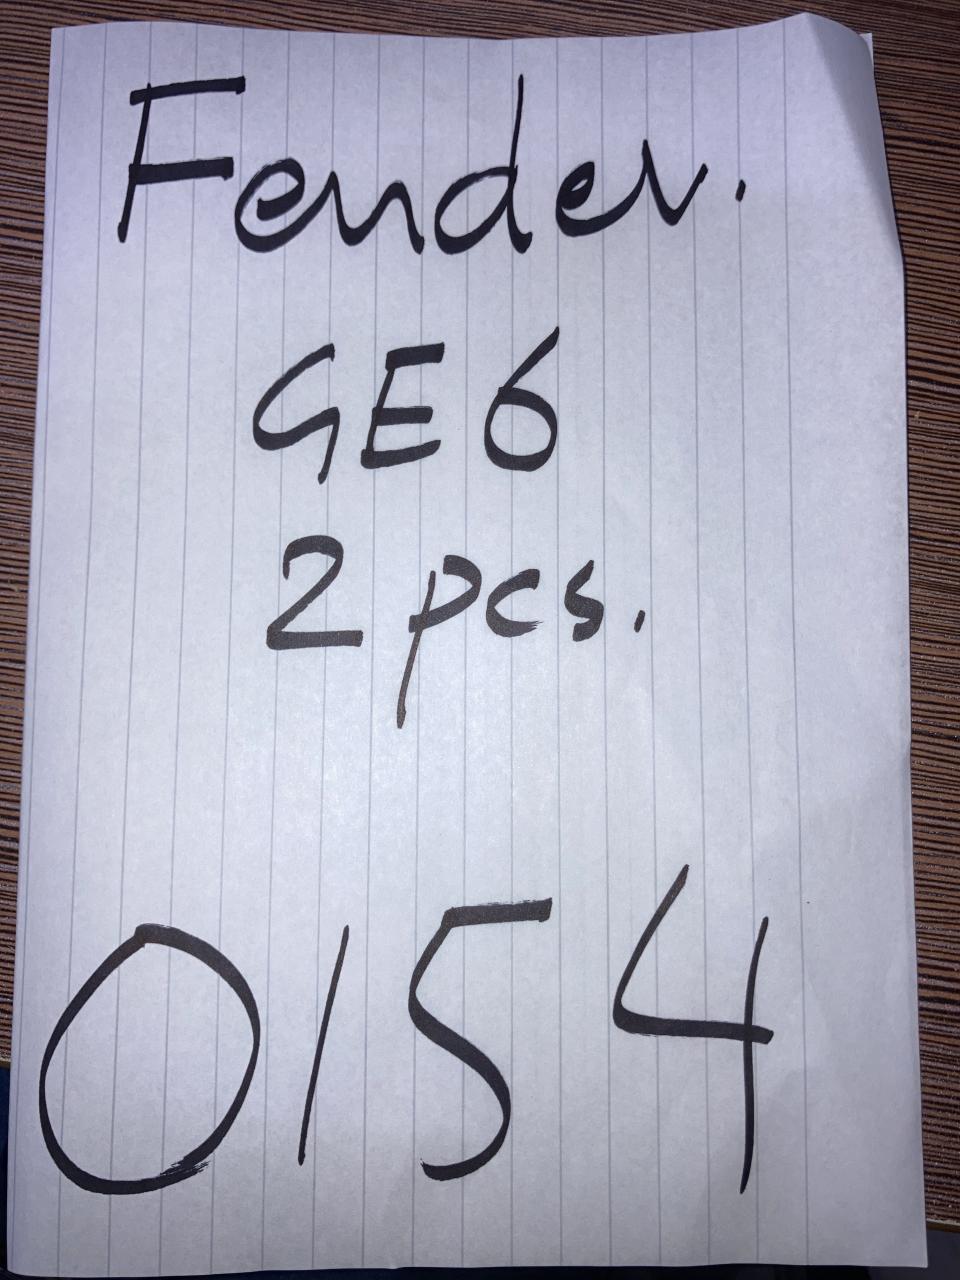 Fender.
GE6
2 pcs.
0154